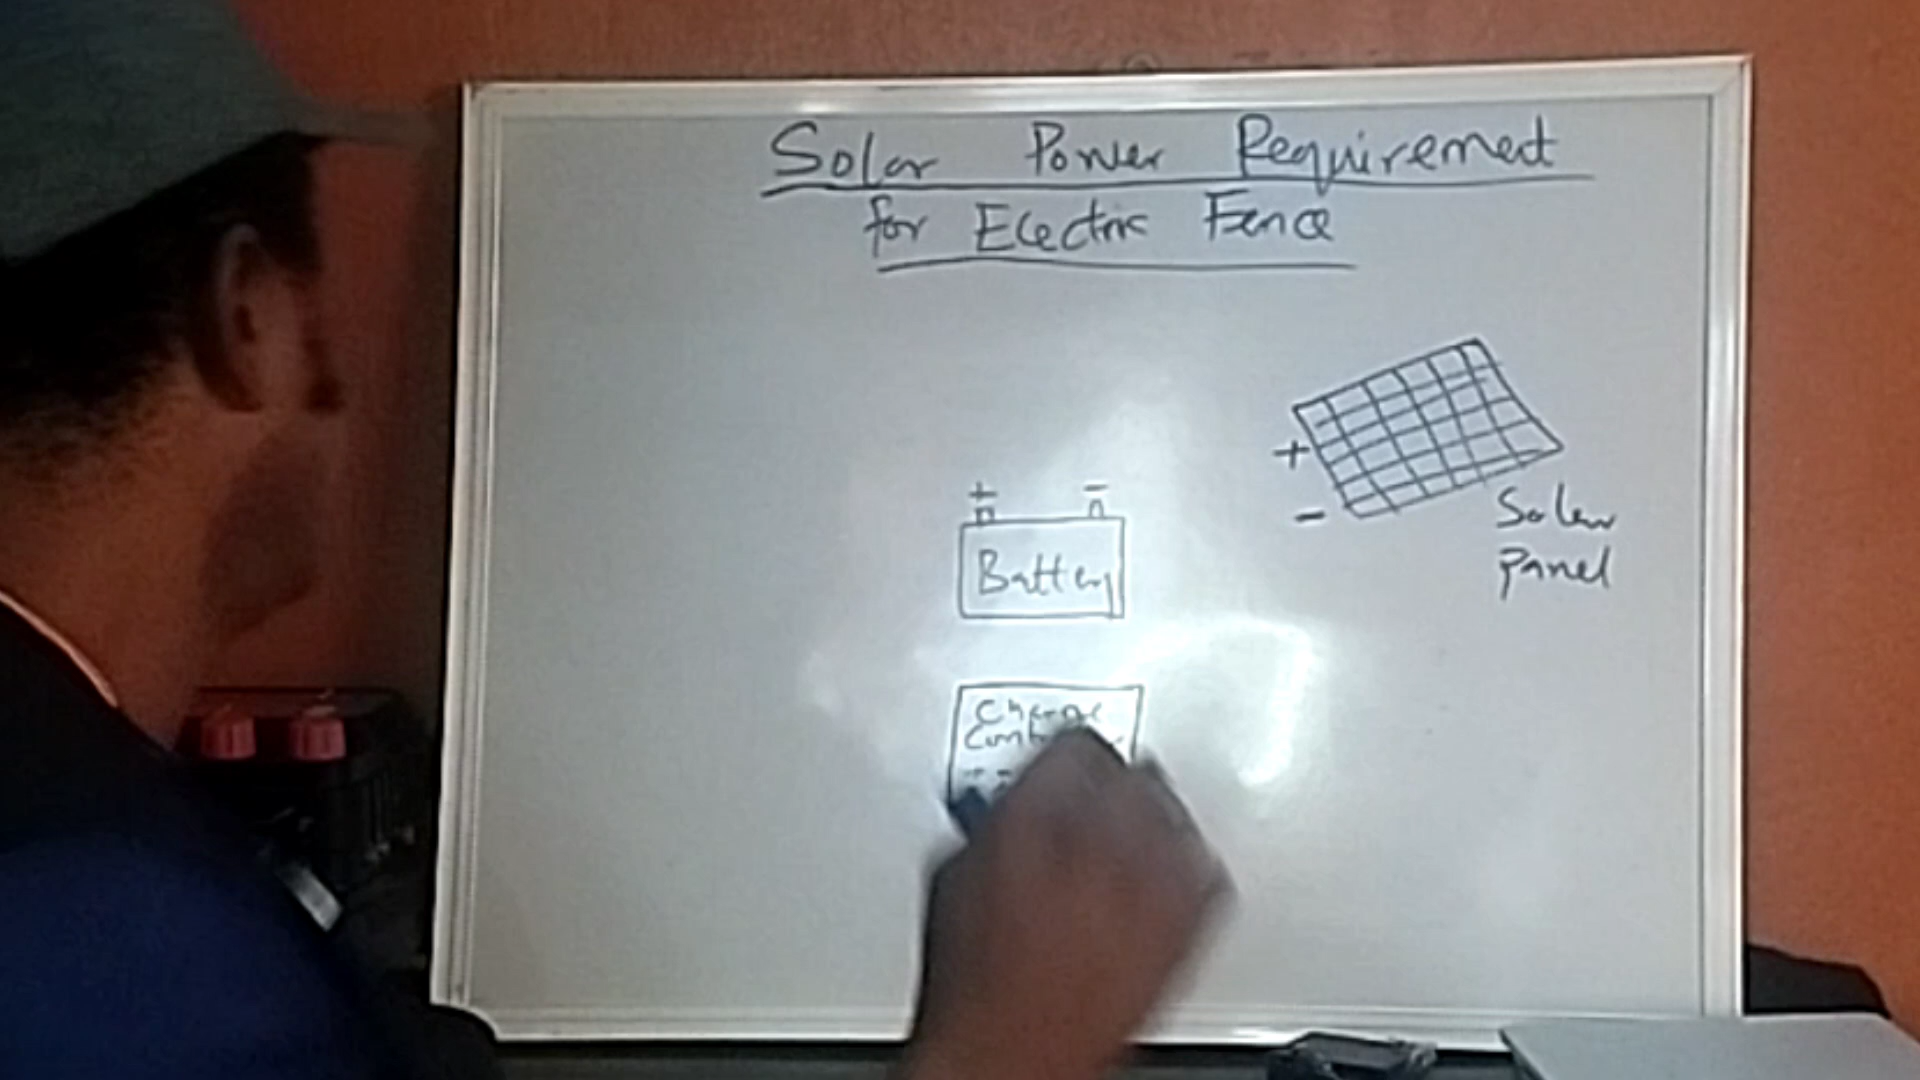 Solar Power Requirement
for Electric Fence
+
-
Solar
Panel
+ -
Battery
Charge
+ -